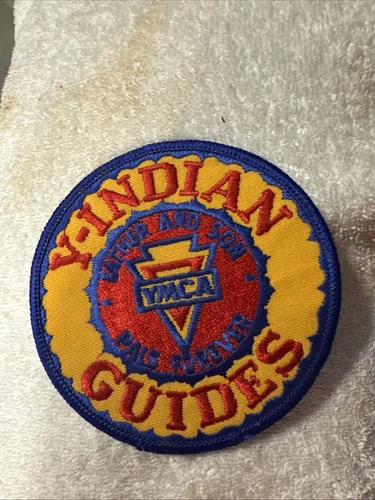 Y-INDIAN
GUIDES
FATHER AND SON
PALS FOREVER
YMCA